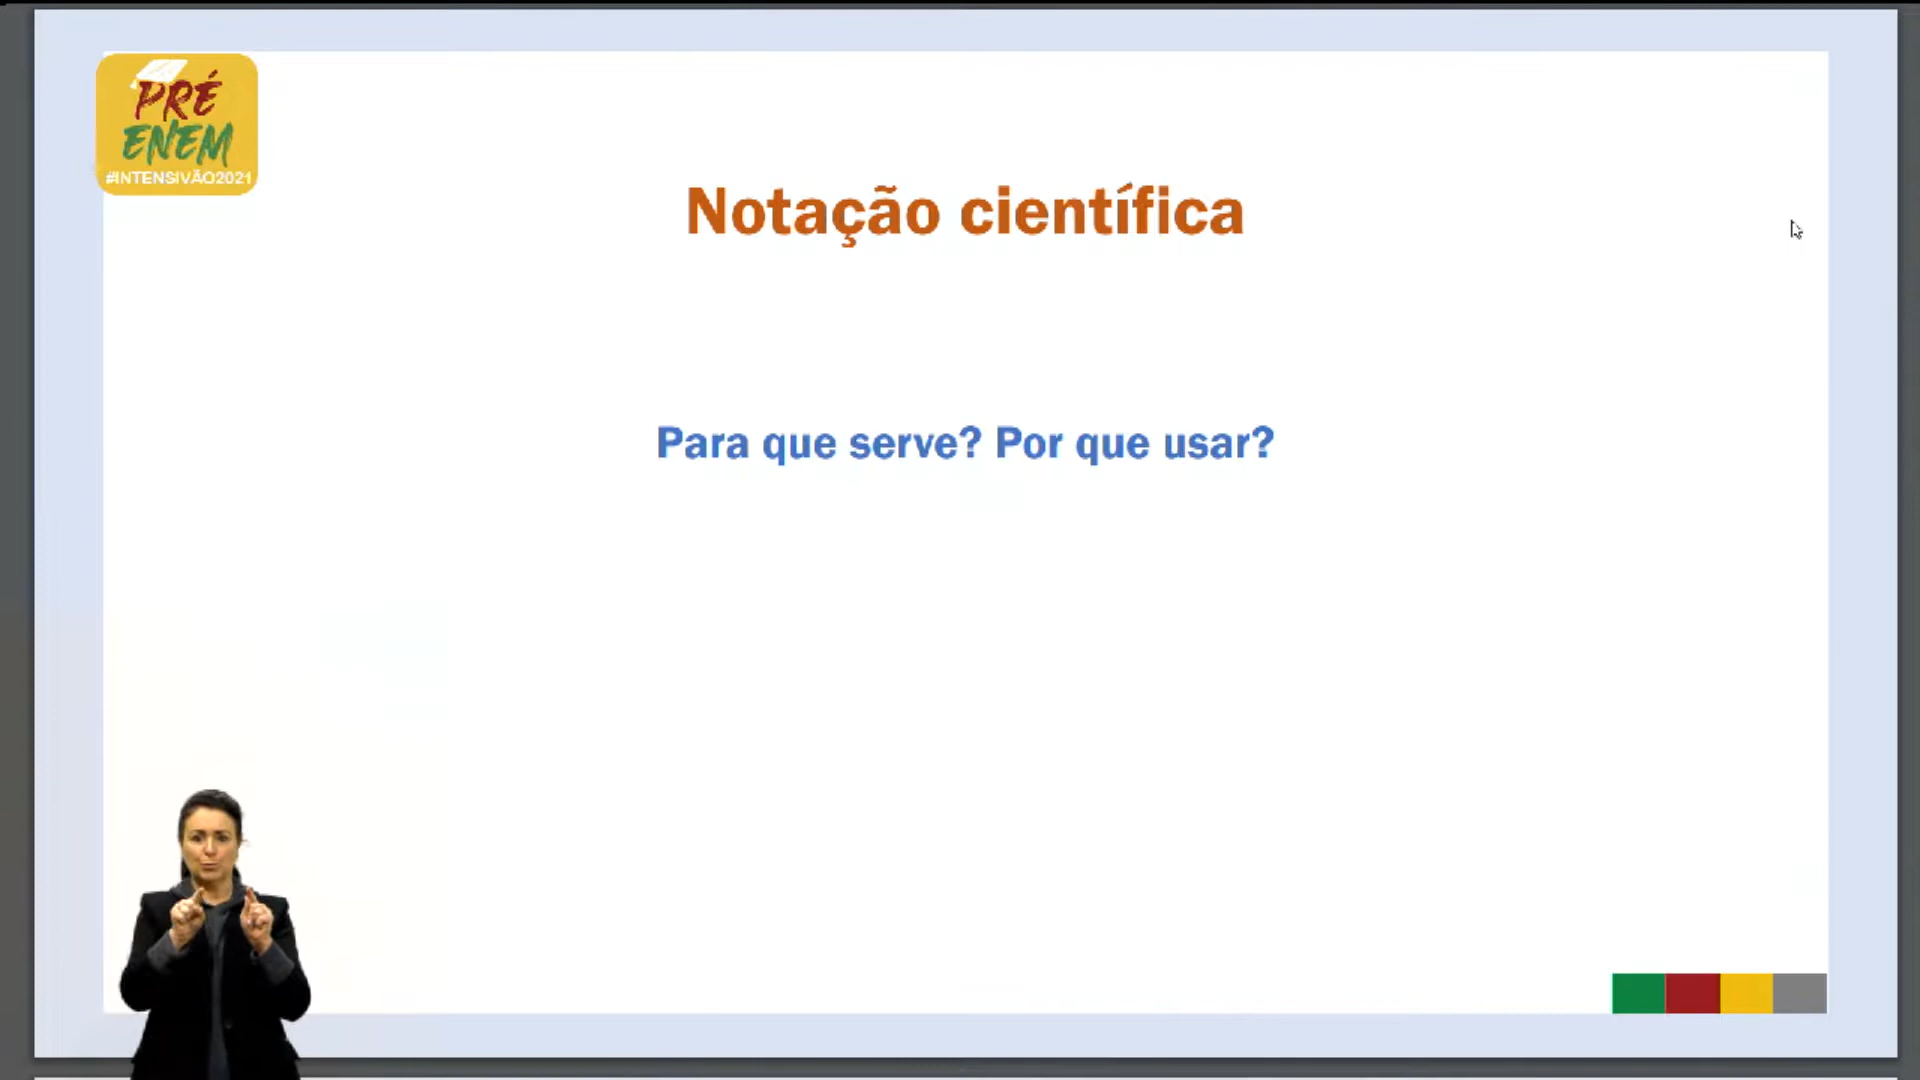 PRÉ
ENEM
#INTENSIVÃO2021
Notação científica
Para que serve? Por que usar?